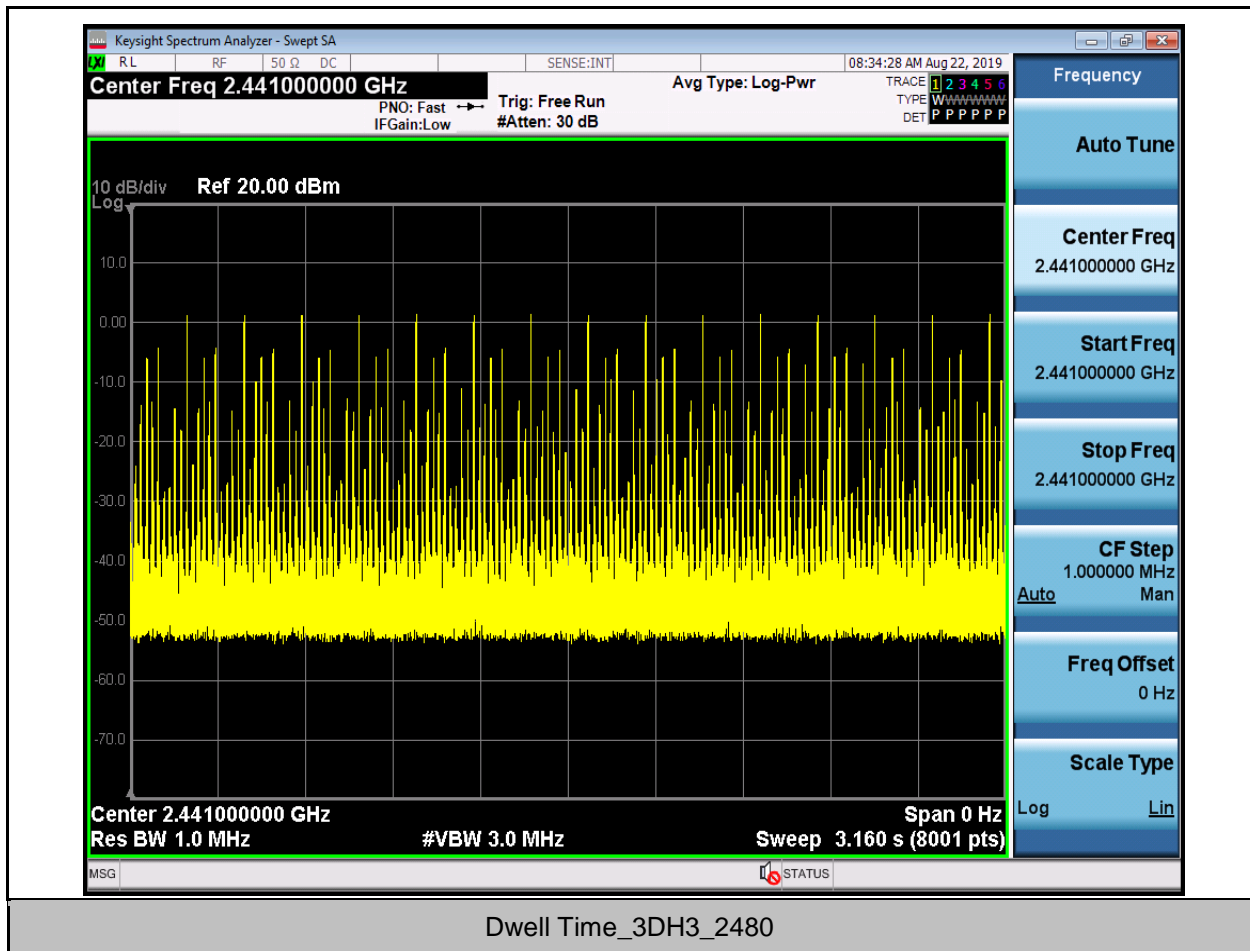 Keysight Spectrum Analyzer - Swept SA
LXI RL RF 50 Ω DC SENSE:INT 08:34:28 AM Aug 22, 2019
Center Freq 2.441000000 GHz
PNO: Fast
IFGain:Low
Trig: Free Run
#Atten: 30 dB
Avg Type: Log-Pwr
TRACE 1 2 3 4 5 6
TYPE WWWWWW
DET P P P P P P
10 dB/div Ref 20.00 dBm
Log
10.0
0.00
-10.0
-20.0
-30.0
-40.0
-50.0
-60.0
-70.0
Center 2.441000000 GHz Span 0 Hz
Res BW 1.0 MHz #VBW 3.0 MHz Sweep 3.160 s (8001 pts)
MSG STATUS
Frequency
Auto Tune
Center Freq
2.441000000 GHz
Start Freq
2.441000000 GHz
Stop Freq
2.441000000 GHz
CF Step
1.000000 MHz
Auto Man
Freq Offset
0 Hz
Scale Type
Log Lin
Dwell Time_3DH3_2480